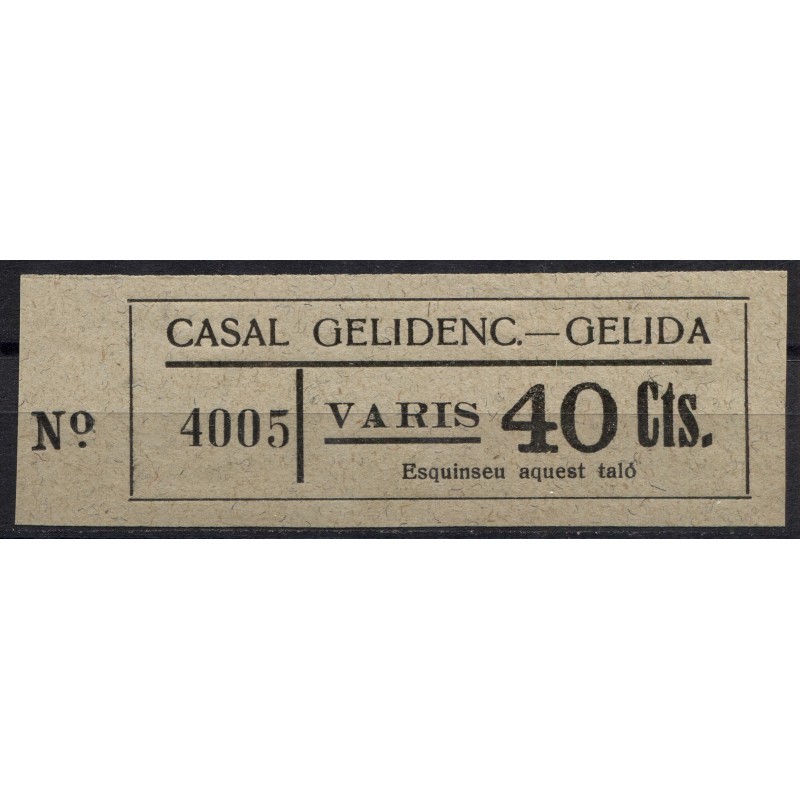 CASAL GELIDENC.—GELIDA
Nº 4005 VARIS 40 Cts.
Esquinseu aquest taló